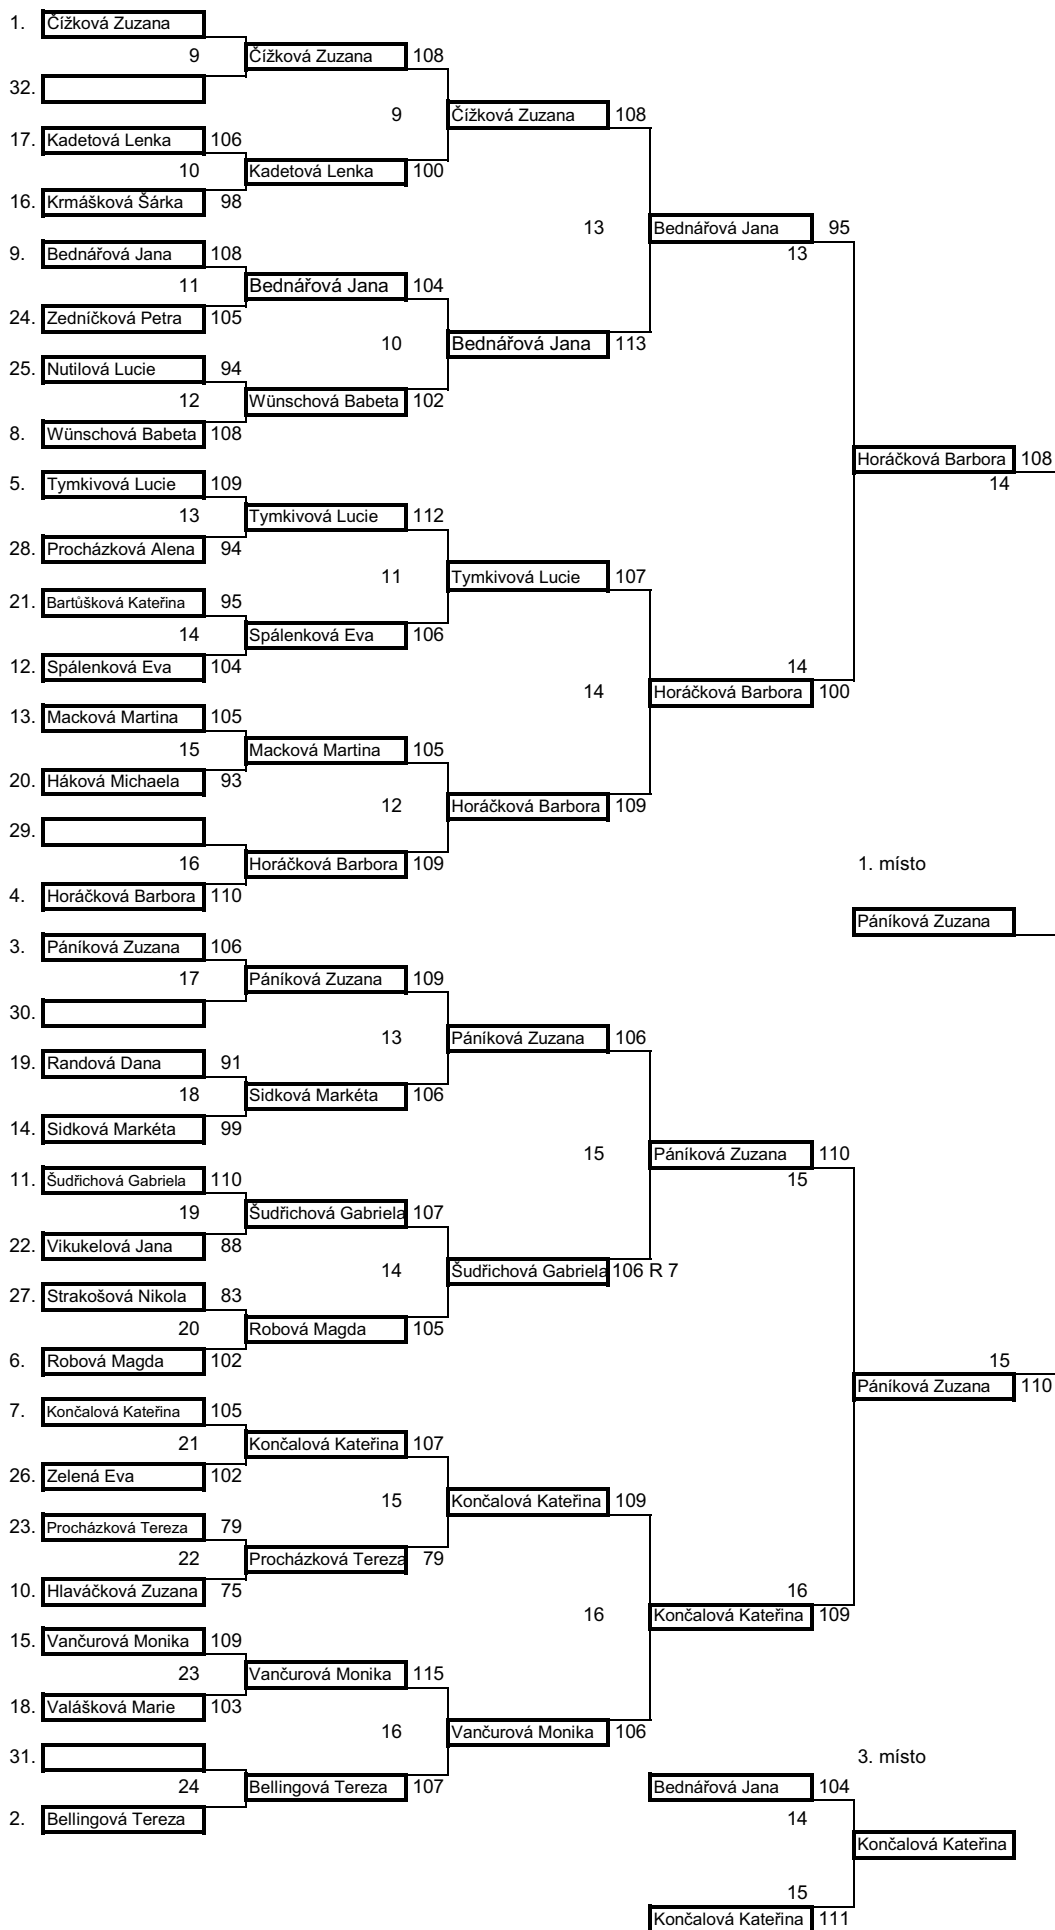 1. Čížková Zuzana
9 Čížková Zuzana 108
32.
9 Čížková Zuzana 108
17. Kadetová Lenka 106
10 Kadetová Lenka 100
16. Krmášková Šárka 98
13 Bednářová Jana 95
9. Bednářová Jana 108
13
11 Bednářová Jana 104
24. Zedníčková Petra 105
10 Bednářová Jana 113
25. Nutilová Lucie 94
12 Wünschová Babeta 102
8. Wünschová Babeta 108
Horáčková Barbora 108
5. Tymkivová Lucie 109
14
13 Tymkivová Lucie 112
28. Procházková Alena 94
11 Tymkivová Lucie 107
21. Bartůšková Kateřina 95
14 Spálenková Eva 106
12. Spálenková Eva 104
14
14 Horáčková Barbora 100
13. Macková Martina 105
15 Macková Martina 105
20. Háková Michaela 93
12 Horáčková Barbora 109
29.
16 Horáčková Barbora 109
1. místo
4. Horáčková Barbora 110
Páníková Zuzana
3. Páníková Zuzana 106
17 Páníková Zuzana 109
30.
13 Páníková Zuzana 106
19. Randová Dana 91
18 Sidková Markéta 106
14. Sidková Markéta 99
15 Páníková Zuzana 110
11. Šudřichová Gabriela 110
15
19 Šudřichová Gabriela 107
22. Vikukelová Jana 88
14 Šudřichová Gabriela 106 R 7
27. Strakošová Nikola 83
20 Robová Magda 105
6. Robová Magda 102
15
Páníková Zuzana 110
7. Končalová Kateřina 105
21 Končalová Kateřina 107
26. Zelená Eva 102
15 Končalová Kateřina 109
23. Procházková Tereza 79
22 Procházková Tereza 79
10. Hlaváčková Zuzana 75
16
16 Končalová Kateřina 109
15. Vančurová Monika 109
23 Vančurová Monika 115
18. Valášková Marie 103
16 Vančurová Monika 106
31.
3. místo
24 Bellingová Tereza 107
Bednářová Jana 104
2. Bellingová Tereza
14
Končalová Kateřina
15
Končalová Kateřina 111